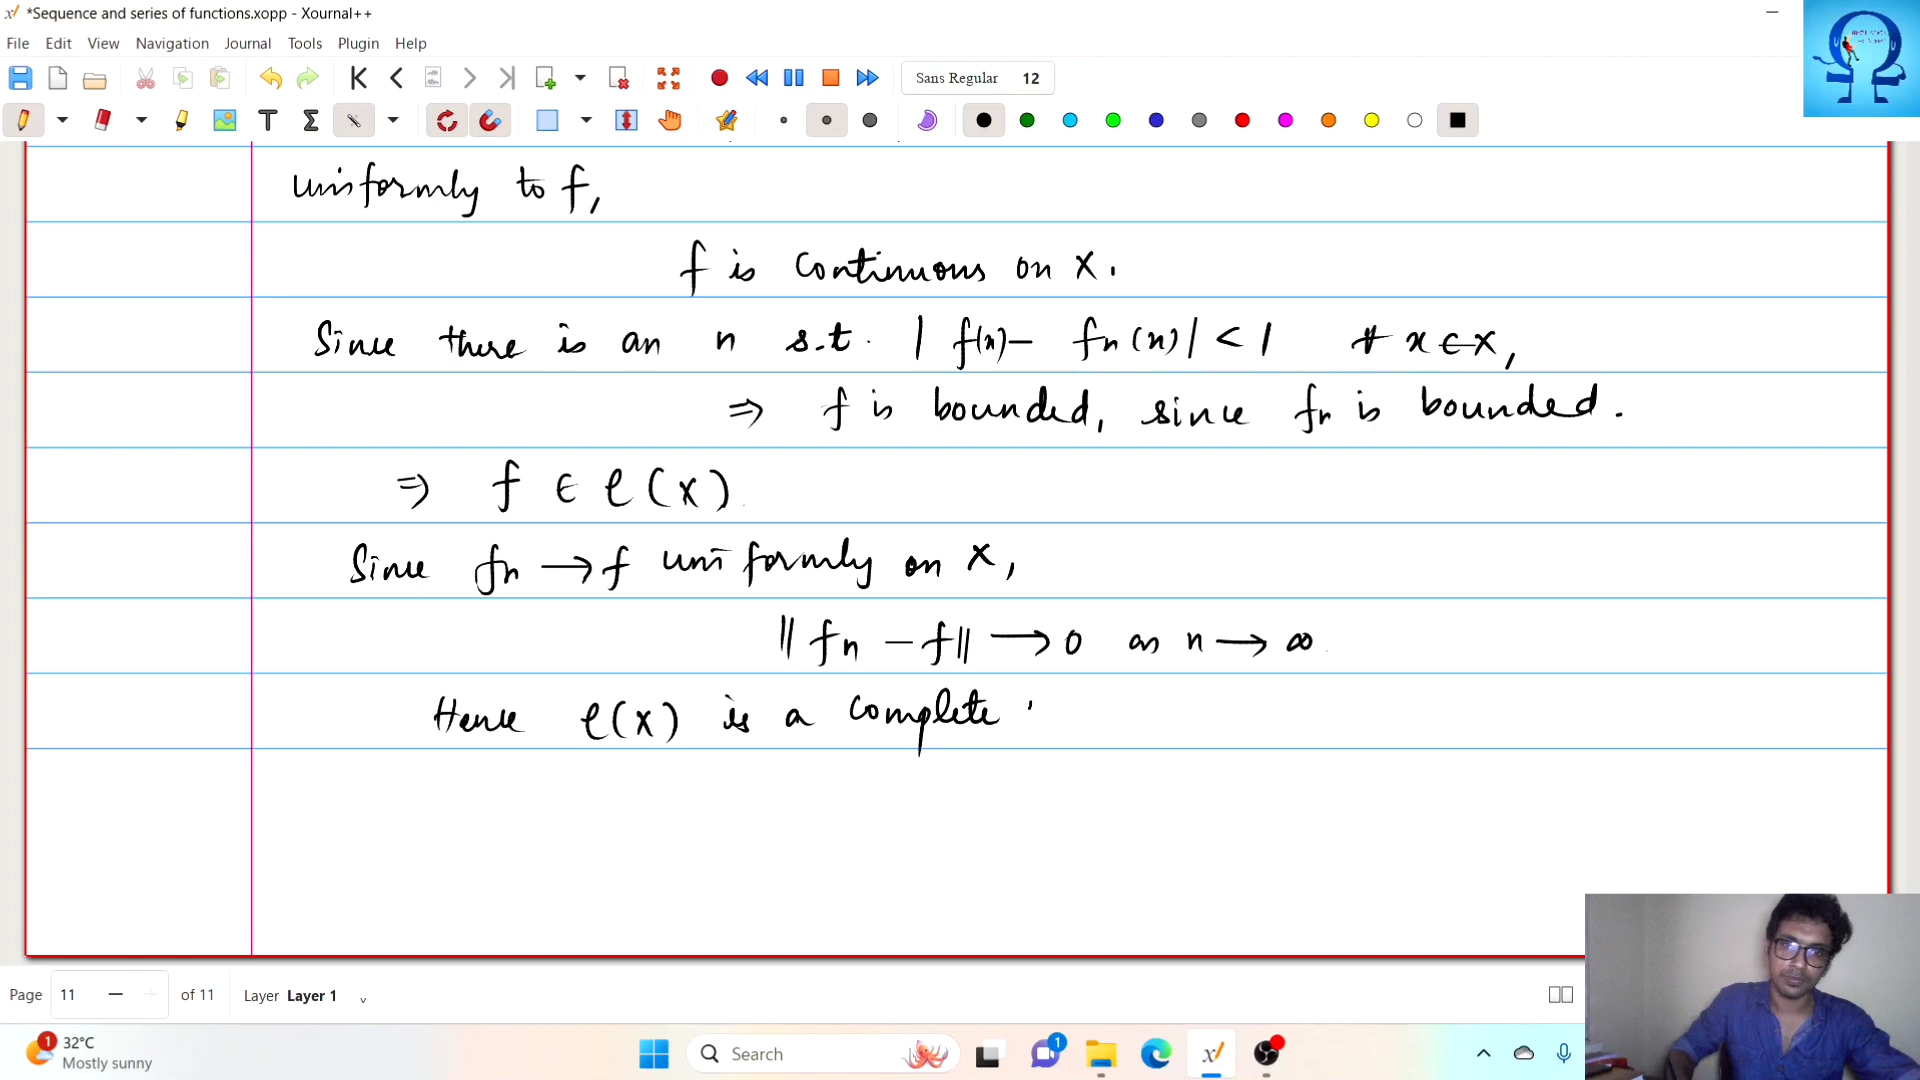 *Sequence and series of functions.xopp - Xournal++
File Edit View Navigation Journal Tools Plugin Help
Sans Regular 12
uniformly to f,
f is continuous on X.
Since there is an n s.t. |f(x) - fn(x)| < 1 ∀ x ∈ X,
⇒ f is bounded, since fn is bounded.
⇒ f ∈ ℓ(X)
Since fn → f uniformly on X,
||fn - f|| → 0 as n → ∞
Hence ℓ(X) is a complete
Page 11 of 11 Layer Layer 1
1
32°C
Mostly sunny
Search
1